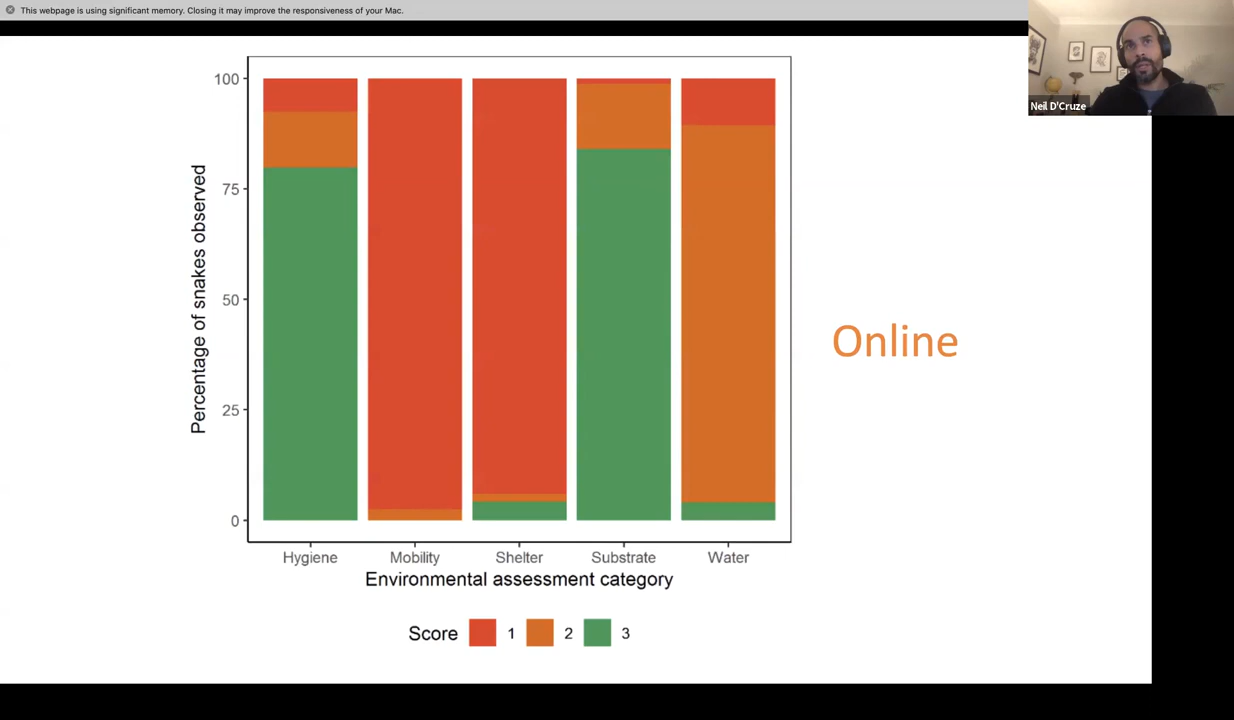 This webpage is using significant memory. Closing it may improve the responsiveness of your Mac.
Neil D'Cruze
100
75
50
25
0
Percentage of snakes observed
Hygiene Mobility Shelter Substrate Water
Environmental assessment category
Score 1 2 3
Online